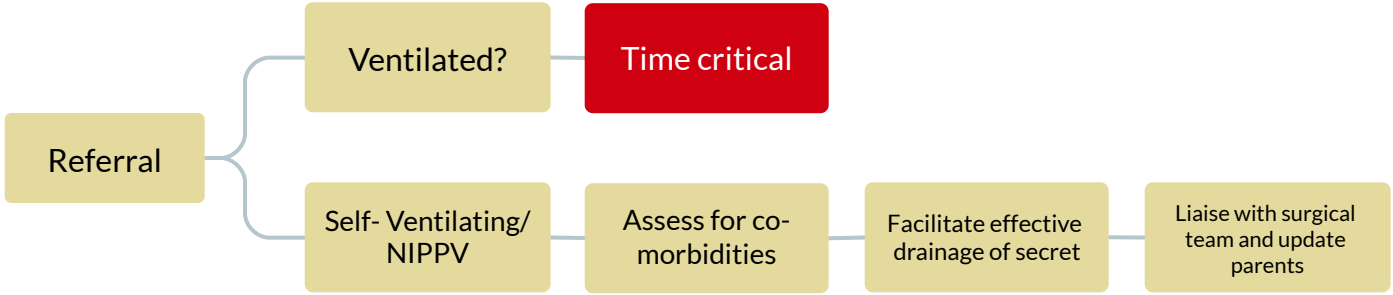 Ventilated?
Time critical
Referral
Self- Ventilating/
NIPPV
Assess for co-
morbidities
Facilitate effective
drainage of secret
Liaise with surgical
team and update
parents